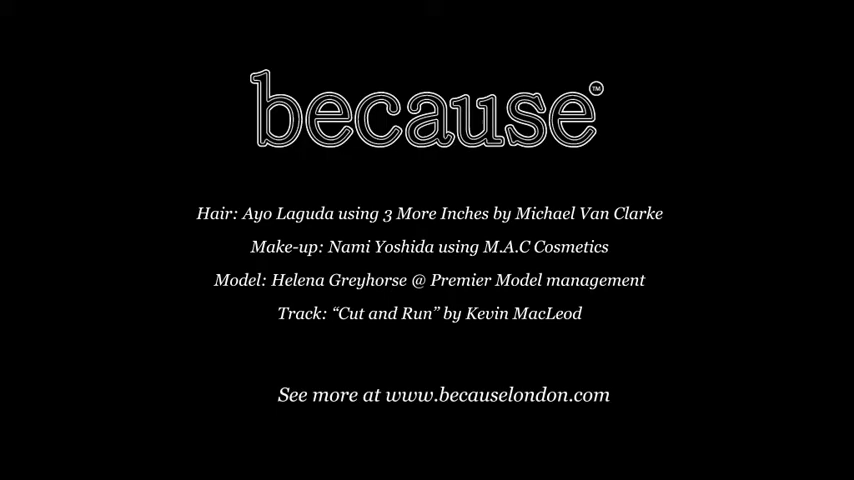 because™
Hair: Ayo Laguda using 3 More Inches by Michael Van Clarke
Make-up: Nami Yoshida using M.A.C Cosmetics
Model: Helena Greyhorse @ Premier Model management
Track: “Cut and Run” by Kevin MacLeod
See more at www.becauselondon.com